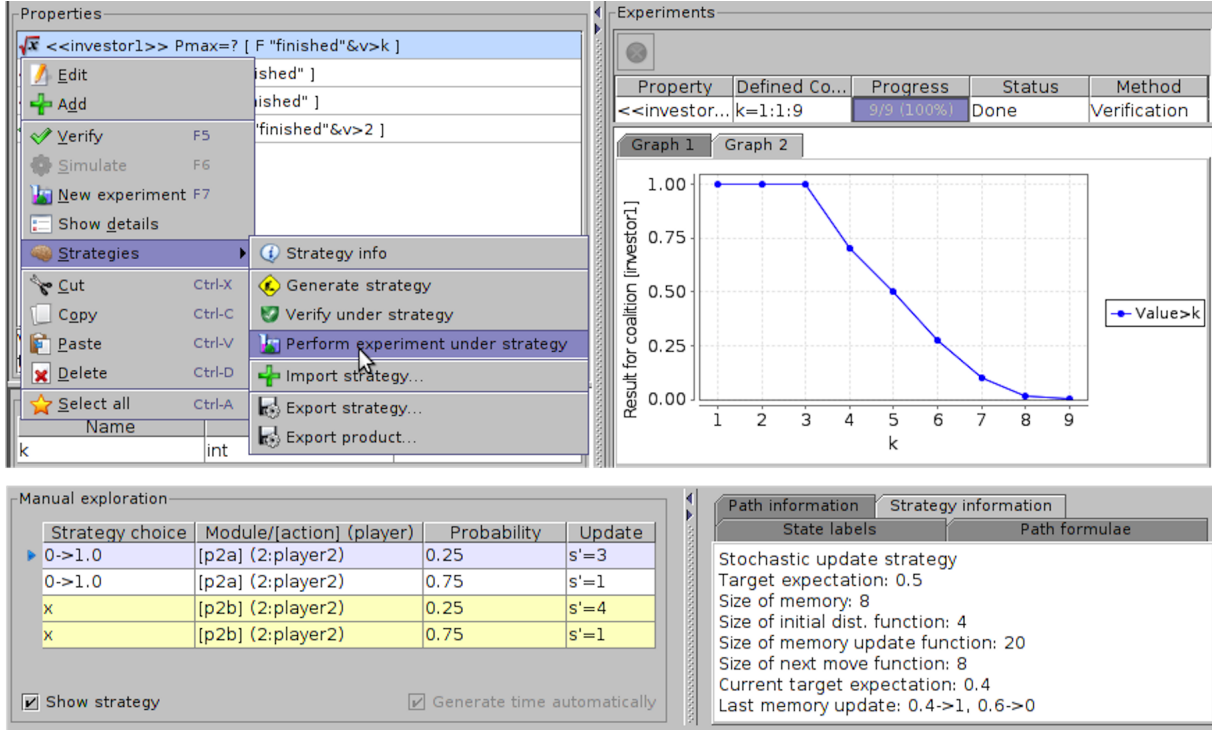 Properties
<<investor1>> Pmax=? [ F "finished"&v>k ]
ished" ]
ished" ]
"finished"&v>2 ]
Edit
Add
Verify F5
Simulate F6
New experiment F7
Show details
Strategies
Cut Ctrl-X
Copy Ctrl-C
Paste Ctrl-V
Delete Ctrl-D
Select all Ctrl-A
Strategy info
Generate strategy
Verify under strategy
Perform experiment under strategy
Import strategy...
Export strategy...
Export product...
Name
k int
Experiments
Property Defined Co... Progress Status Method
<<investor... k=1:1:9 9/9 (100%) Done Verification
Graph 1 Graph 2
Result for coalition [investor1]
1.00
0.75
0.50
0.25
0.00
1 2 3 4 5 6 7 8 9
k
Value>k
Manual exploration
Strategy choice Module/[action] (player) Probability Update
0->1.0 [p2a] (2:player2) 0.25 s'=3
0->1.0 [p2a] (2:player2) 0.75 s'=1
x [p2b] (2:player2) 0.25 s'=4
x [p2b] (2:player2) 0.75 s'=1
Show strategy Generate time automatically
Path information Strategy information
State labels Path formulae
Stochastic update strategy
Target expectation: 0.5
Size of memory: 8
Size of initial dist. function: 4
Size of memory update function: 20
Size of next move function: 8
Current target expectation: 0.4
Last memory update: 0.4->1, 0.6->0